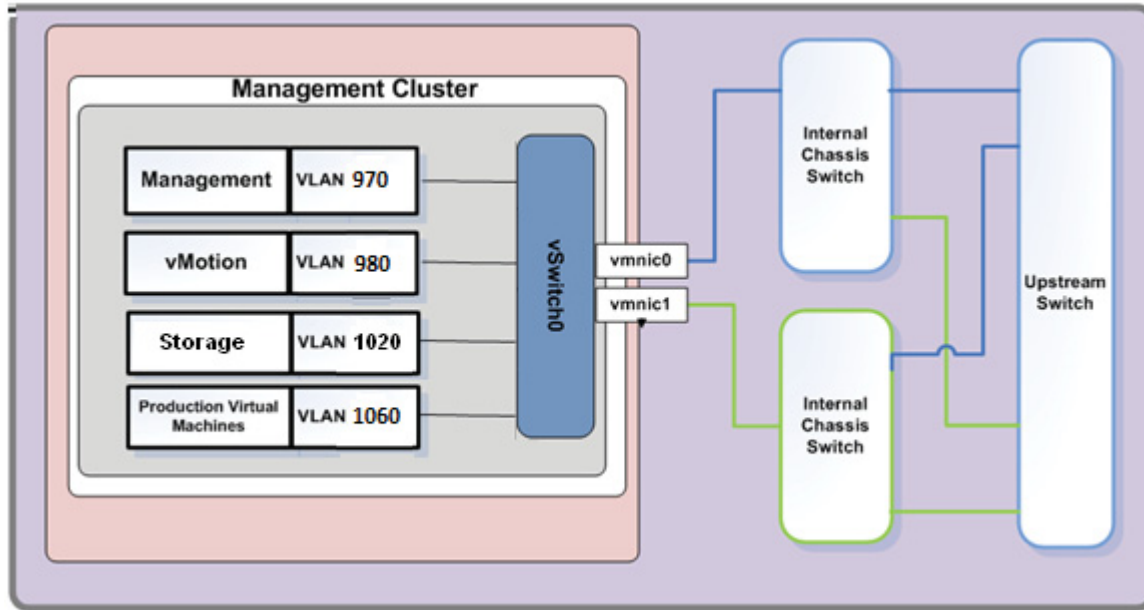 Management Cluster
Management VLAN 970
vMotion VLAN 980
Storage VLAN 1020
Production Virtual
Machines
VLAN 1060
vSwitch0
vmnic0
vmnic1
Internal
Chassis
Switch
Internal
Chassis
Switch
Upstream
Switch